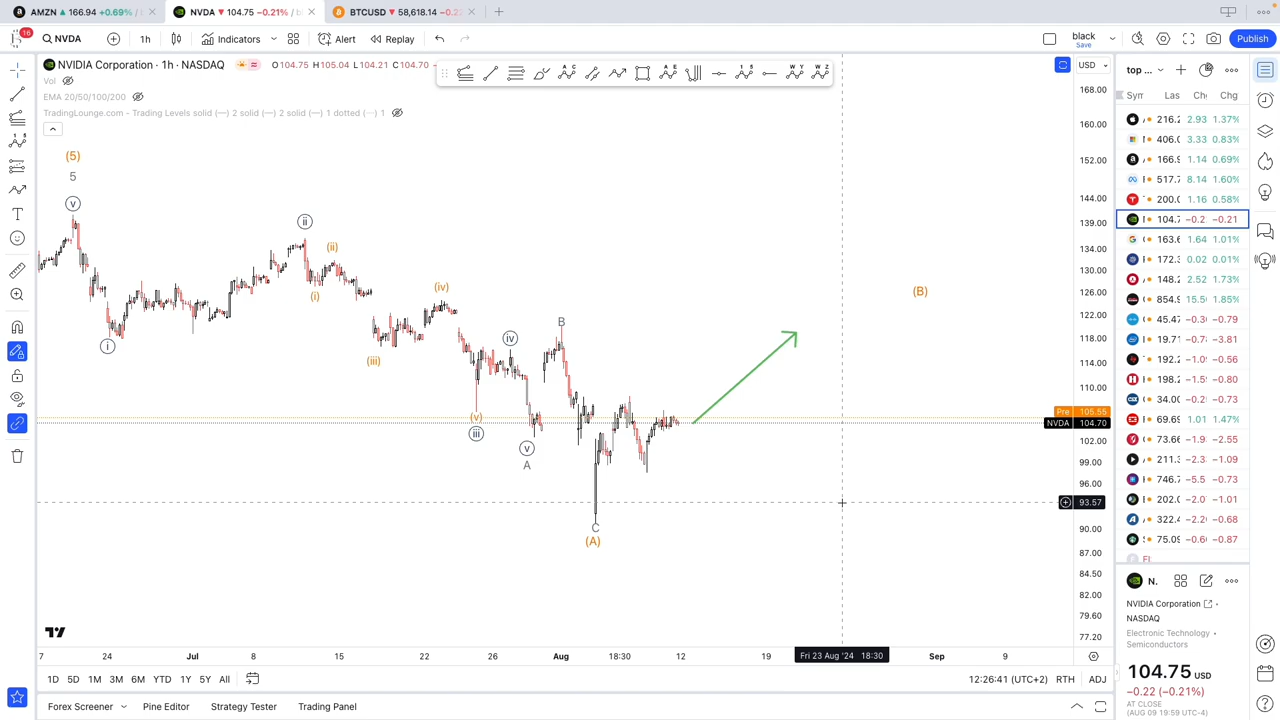 AMZN ▲ 166.94 +0.69% / b
NVDA ▼ 104.75 −0.21% / b
BTCUSD ▼ 58,618.14 −0.2
16
NVDA
1h
Indicators
Alert
Replay
black
Save
Publish
NVIDIA Corporation · 1h · NASDAQ
O104.75 H105.04 L104.21 C104.70
Vol
EMA 20/50/100/200
TradingLounge.com - Trading Levels solid (—) 2 solid (—) 2 solid (—) 1 dotted (—) 1
USD
top ...
Sym
Las
Ch
Chg
216.2 2.93 1.37%
406.0 3.33 0.83%
166.9 1.14 0.69%
517.7 8.14 1.60%
200.0 1.16 0.58%
104.7 −0.2 −0.21
163.6 1.64 1.01%
172.3 0.02 0.01%
148.2 2.52 1.73%
854.9 15.5 1.85%
45.47 −0.3 −0.79
19.71 −0.7 −3.81
192.2 −1.1 −0.56
198.2 −1.5 −0.80
34.00 −0.2 −0.73
69.69 1.01 1.47%
73.66 −1.9 −2.55
211.3 −2.3 −1.09
746.7 −5.5 −0.73
202.0 −2.0 −1.01
322.4 −2.2 −0.68
75.09 −0.6 −0.87
168.00
160.00
152.00
144.00
139.00
134.00
130.00
126.00
122.00
118.00
114.00
110.00
Pre 105.55
NVDA 104.70
102.00
99.00
96.00
93.57
90.00
87.00
84.50
82.00
79.60
77.20
(5)
5
v
i
ii
(ii)
(i)
(iii)
(iv)
(v)
iii
iv
v
A
B
C
(A)
(B)
7
Jul
8
15
22
26
Aug
18:30
12
19
Fri 23 Aug '24 18:30
Sep
9
1D 5D 1M 3M 6M YTD 1Y 5Y All
12:26:41 (UTC+2) RTH ADJ
Forex Screener
Pine Editor
Strategy Tester
Trading Panel
N.
NVIDIA Corporation
NASDAQ
Electronic Technology •
Semiconductors
104.75 USD
−0.22 (−0.21%)
AT CLOSE
(AUG 09 19:59 UTC-4)